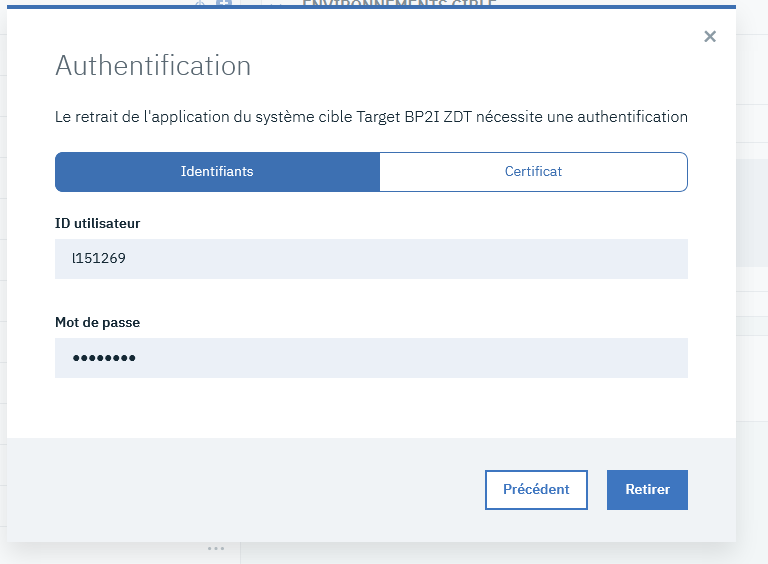 ENVIRONNEMENTS CIBLE
Authentification
Le retrait de l'application du système cible Target BP2I ZDT nécessite une authentification
Identifiants
Certificat
ID utilisateur
l151269
Mot de passe
••••••••
Précédent
Retirer